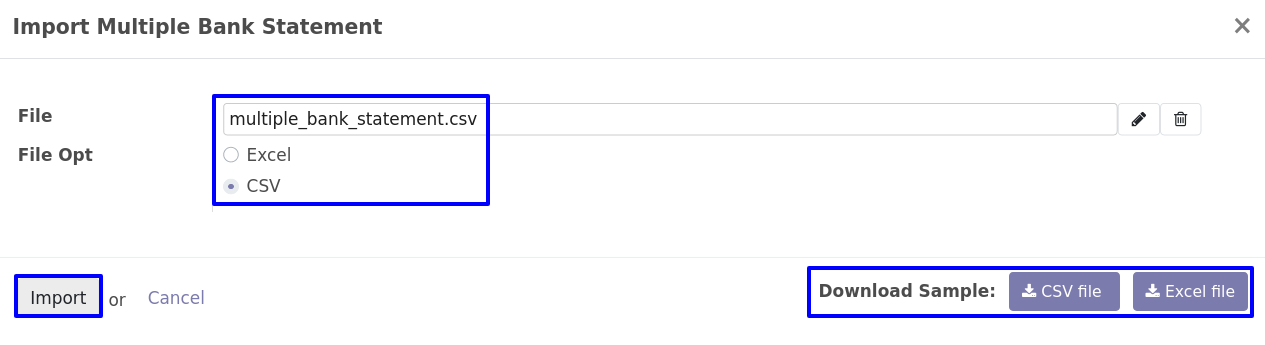 Import Multiple Bank Statement ×
File multiple_bank_statement.csv
File Opt Excel
CSV
Import or Cancel Download Sample: CSV file Excel file